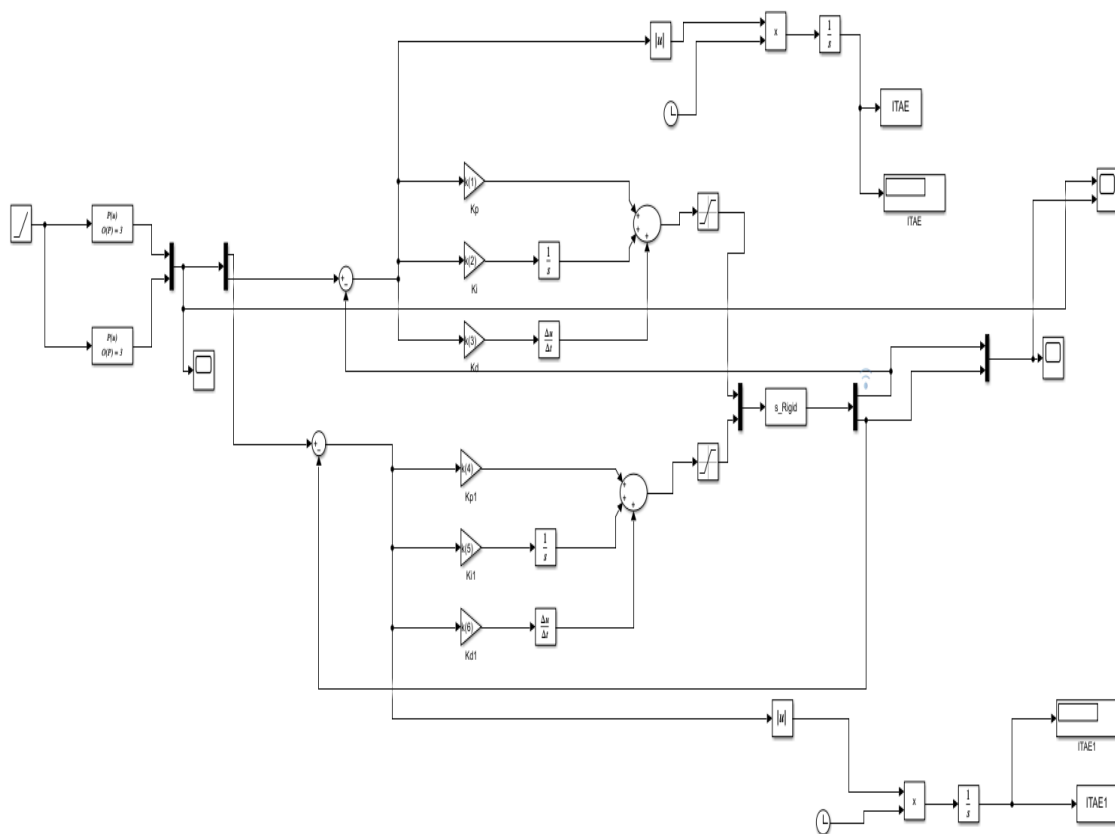 |u|
x
1
s
ITAE
ITAE
k(1)
Kp
P(u)
O(P) = 3
k(2)
1
s
Ki
P(u)
O(P) = 3
k(3)
Δu
Δt
Kd
+
-
+
+
+
s_Rigid
+
-
k(4)
Kp1
+
+
+
k(5)
1
s
Ki1
k(6)
Δu
Δt
Kd1
|u|
ITAE1
x
1
s
ITAE1